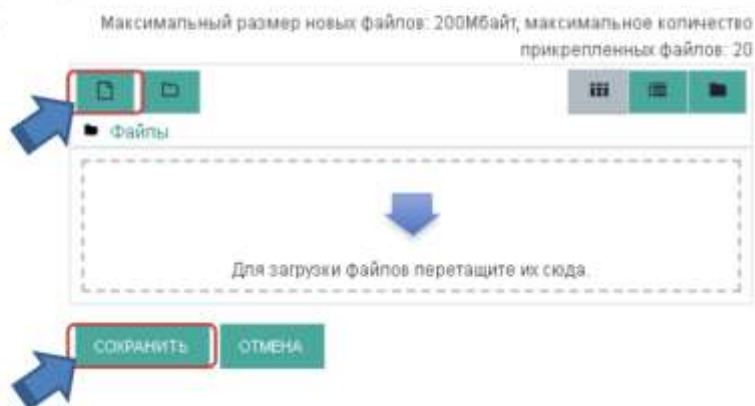 Максимальный размер новых файлов: 200Мбайт, максимальное количество
прикрепленных файлов: 20
Файлы
Для загрузки файлов перетащите их сюда.
СОХРАНИТЬ ОТМЕНА